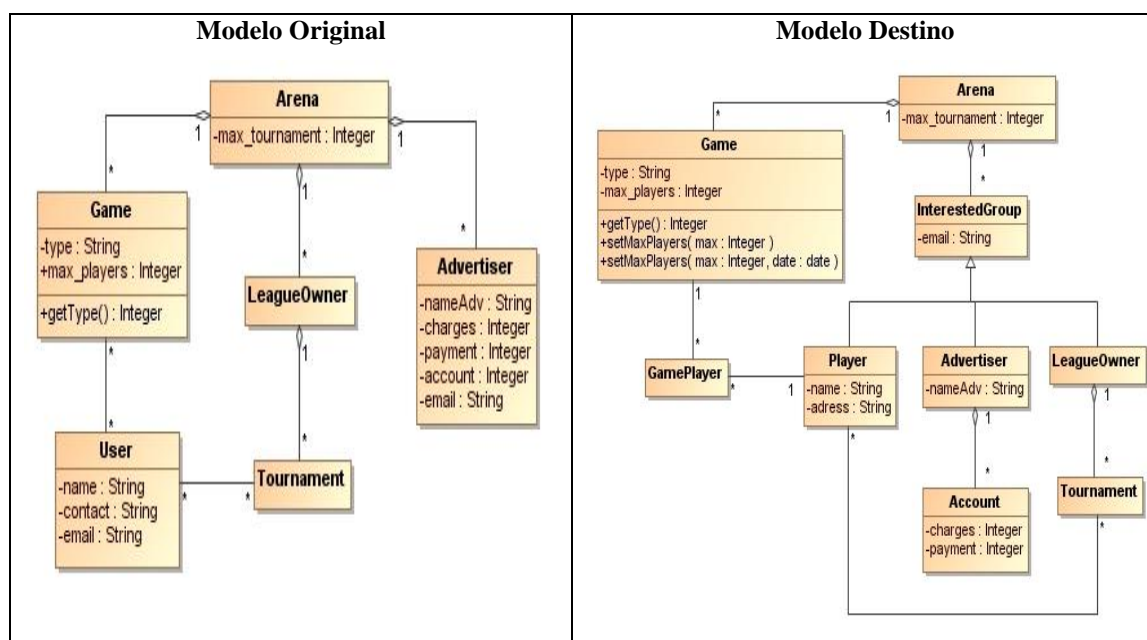 Modelo Original
Arena
-max_tournament : Integer
1
1
1
*
*
*
Game
-type : String
+max_players : Integer
+getType() : Integer
LeagueOwner
1
Advertiser
-nameAdv : String
-charges : Integer
-payment : Integer
-account : Integer
-email : String
*
*
*
User
-name : String
-contact : String
-email : String
*
*
Tournament
Modelo Destino
Arena
-max_tournament : Integer
*
1
1
*
Game
-type : String
-max_players : Integer
+getType() : Integer
+setMaxPlayers( max : Integer )
+setMaxPlayers( max : Integer, date : date )
InterestedGroup
-email : String
1
*
GamePlayer
*
1
Player
-name : String
-adress : String
*
Advertiser
-nameAdv : String
1
*
LeagueOwner
1
*
Account
-charges : Integer
-payment : Integer
Tournament
*